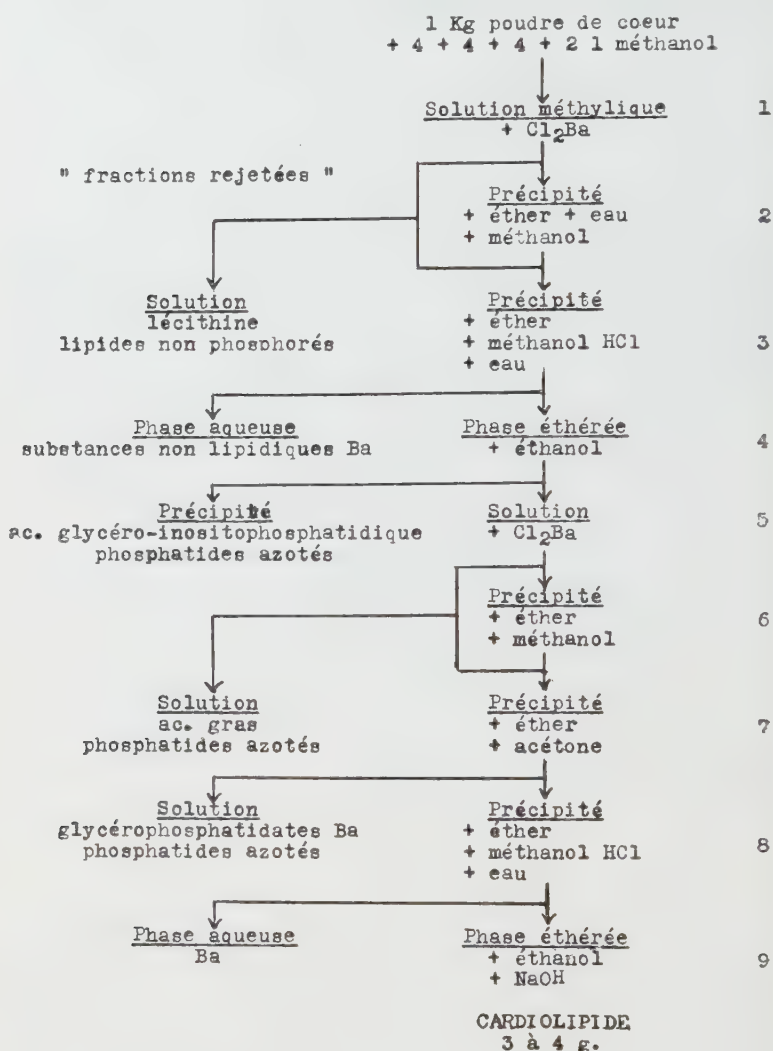 1 Kg poudre de coeur
+ 4 + 4 + 4 + 2 l méthanol
Solution méthylique 1
+ Cl₂Ba
" fractions rejetées "
Précipité
+ éther + eau 2
+ méthanol
Solution
lécithine
lipides non phosphorés
Précipité
+ éther
+ méthanol HCl 3
+ eau
Phase aqueuse
substances non lipidiques Ba
Phase éthérée
+ éthanol 4
Précipité
ac. glycéro-inositophosphatidique
phosphatides azotés
Solution 5
+ Cl₂Ba
Précipité
+ éther 6
+ méthanol
Solution
ac. gras
phosphatides azotés
Précipité
+ éther 7
+ acétone
Solution
glycérophosphatidates Ba
phosphatides azotés
Précipité
+ éther
+ méthanol HCl 8
+ eau
Phase aqueuse
Ba
Phase éthérée
+ éthanol 9
+ NaOH
CARDIOLIPIDE
3 à 4 g.